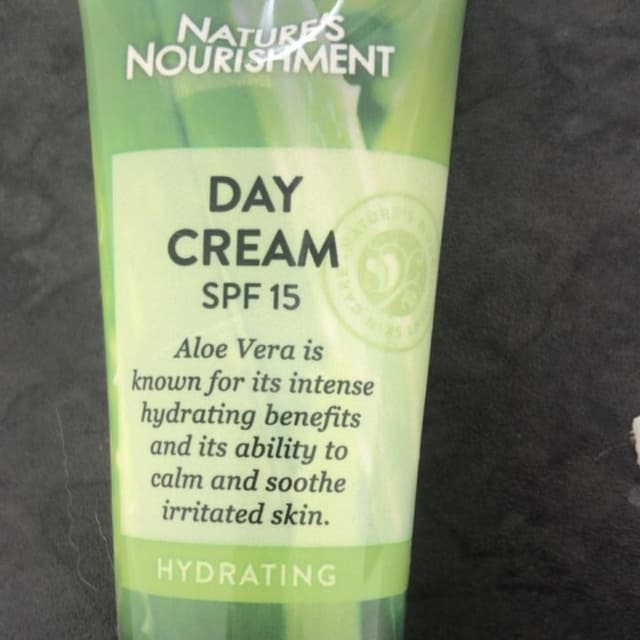 NATURE'S
NOURISHMENT
DAY
CREAM
SPF 15
Aloe Vera is
known for its intense
hydrating benefits
and its ability to
calm and soothe
irritated skin.
HYDRATING